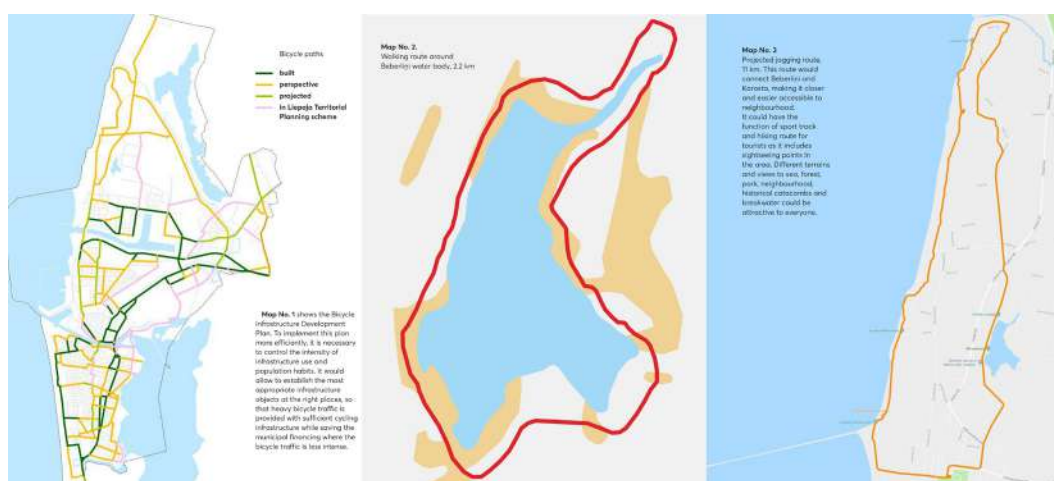 Bicycle paths
built
perspective
projected
in Liepaja Territorial
Planning scheme
Map No. 1 shows the Bicycle
Infrastructure Development
Plan. To implement this plan
more efficiently, it is necessary
to control the intensity of
infrastructure use and
population habits. It would
allow to establish the most
appropriate infrastructure
objects at the right places, so
that heavy bicycle traffic is
provided with sufficient cycling
infrastructure while saving the
municipal financing where the
bicycle traffic is less intense.
Map No. 2.
Walking route around
Beberliņi water body, 2.2 km
Map No. 3
Projected jogging route,
11 km. This route would
connect Beberliņi and
Karosta, making it closer
and easier accessible to
neighbourhood.
It could have the
function of sport track
and hiking route for
tourists as it includes
sightseeing points in
the area. Different terrains
and views to sea, forest,
park, neighbourhood,
historical catacombs and
breakwater could be
attractive to everyone.